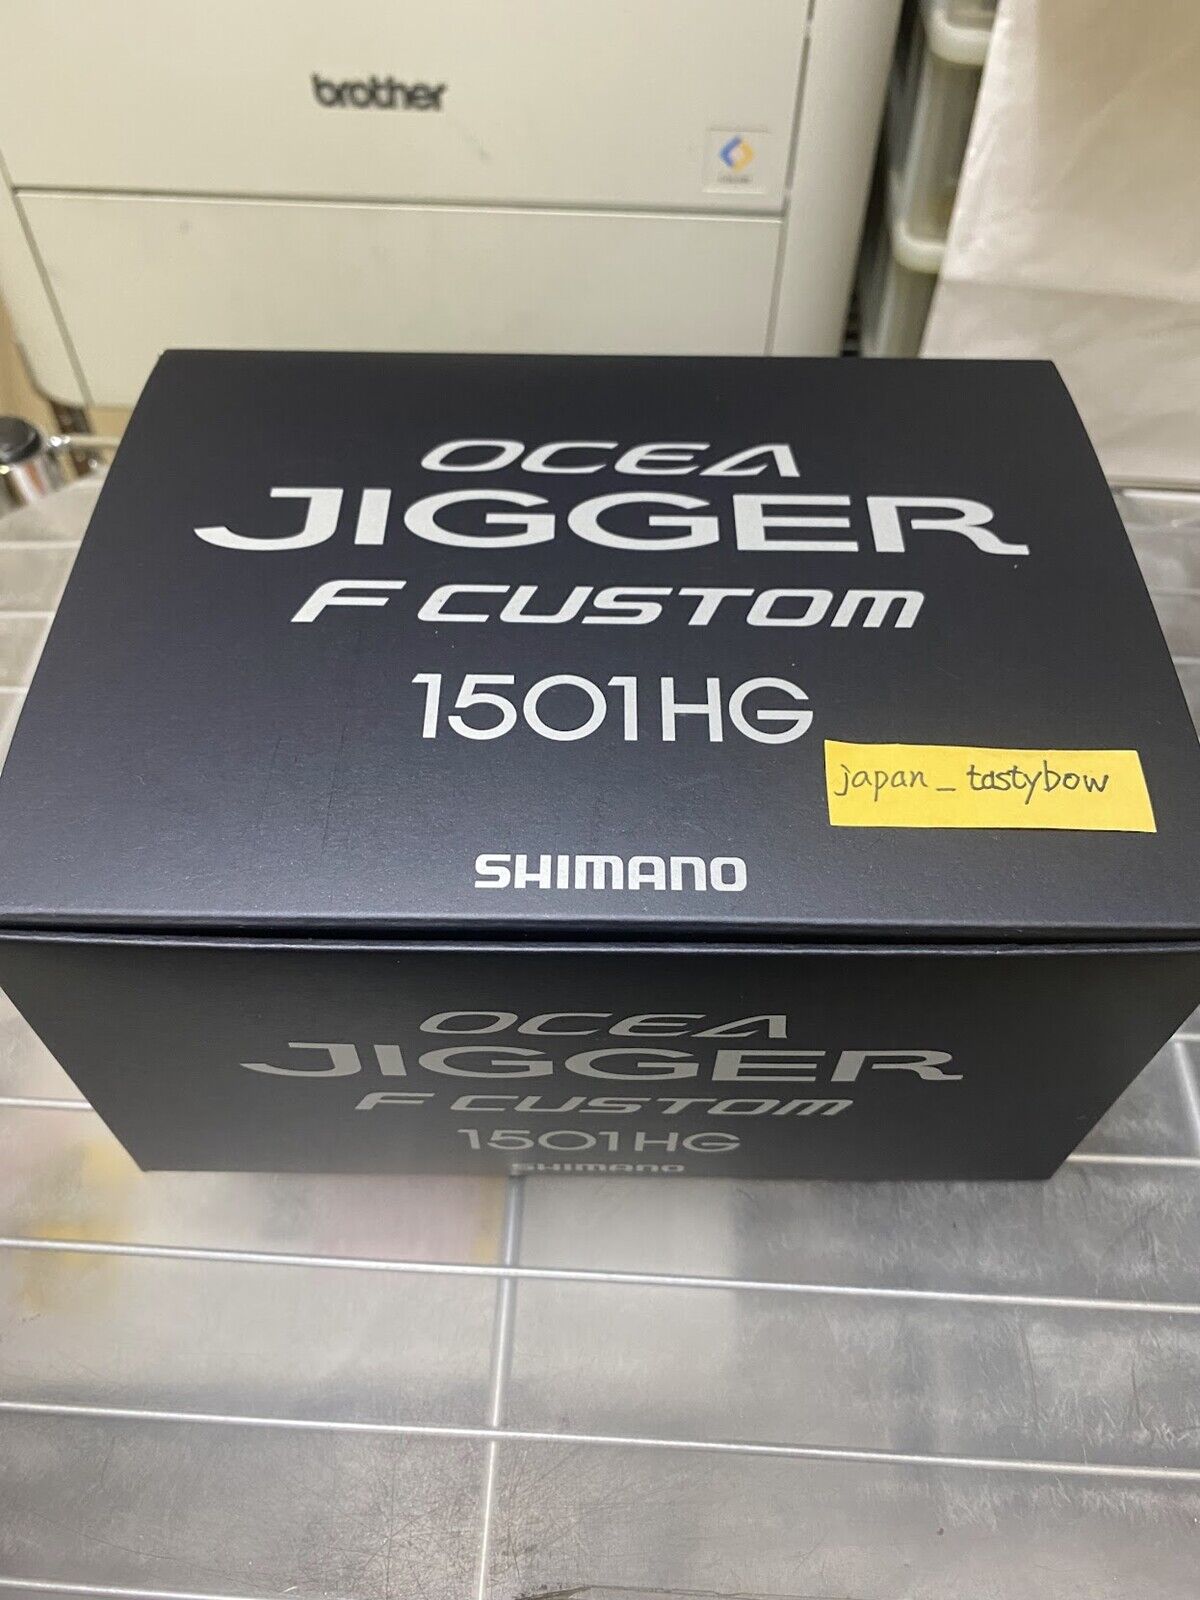 brother
OCEA
JIGGER
F CUSTOM
1501HG
japan_tastybow
SHIMANO
OCEA
JIGGER
F CUSTOM
1501HG
SHIMANO